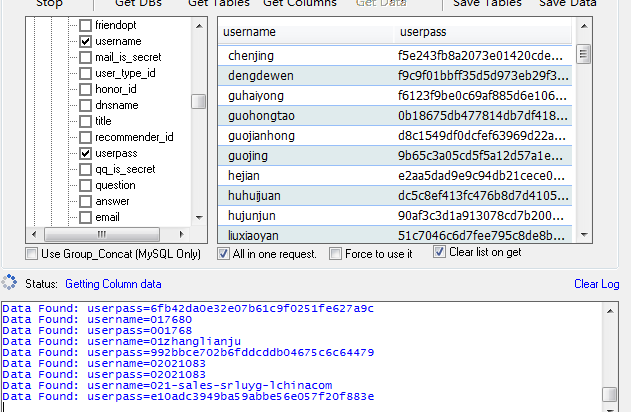 Stop Get DBs Get Tables Get Columns Get Data Save Tables Save Data
friendopt
username
mail_is_secret
user_type_id
honor_id
dnsname
title
recommender_id
userpass
qq_is_secret
question
answer
email
username userpass
chenjing f5e243fb8a2073e01420cde...
dengdewen f9c9f01bbff35d5d973eb29f3...
guhaiyong f6123f9be0c69af885d6e106...
guohongtao 0b18675db477814db7df418...
guojianhong d8c1549df0dcfef63969d22a...
guojing 9b65c3a05cd5f5a12d57a1e...
hejian e2aa5dad9e9c94db21cece0...
huhuijuan dc5c8ef413fc476b8d7d4105...
hujunjun 90af3c3d1a913078cd7b200...
liuxiaoyan 51c7046c6d7fee795c8de8b...
Use Group_Concat (MySQL Only) All in one request. Force to use it Clear list on get
Status: Getting Column data Clear Log
Data Found: userpass=6fb42da0e32e07b61c9f0251fe627a9c
Data Found: username=017680
Data Found: userpass=001768
Data Found: username=01zhanglianju
Data Found: userpass=992bbce702b6fddcddb04675c6c64479
Data Found: username=02021083
Data Found: userpass=02021083
Data Found: username=021-sales-srluyg-lchinacom
Data Found: userpass=e10adc3949ba59abbe56e057f20f883e